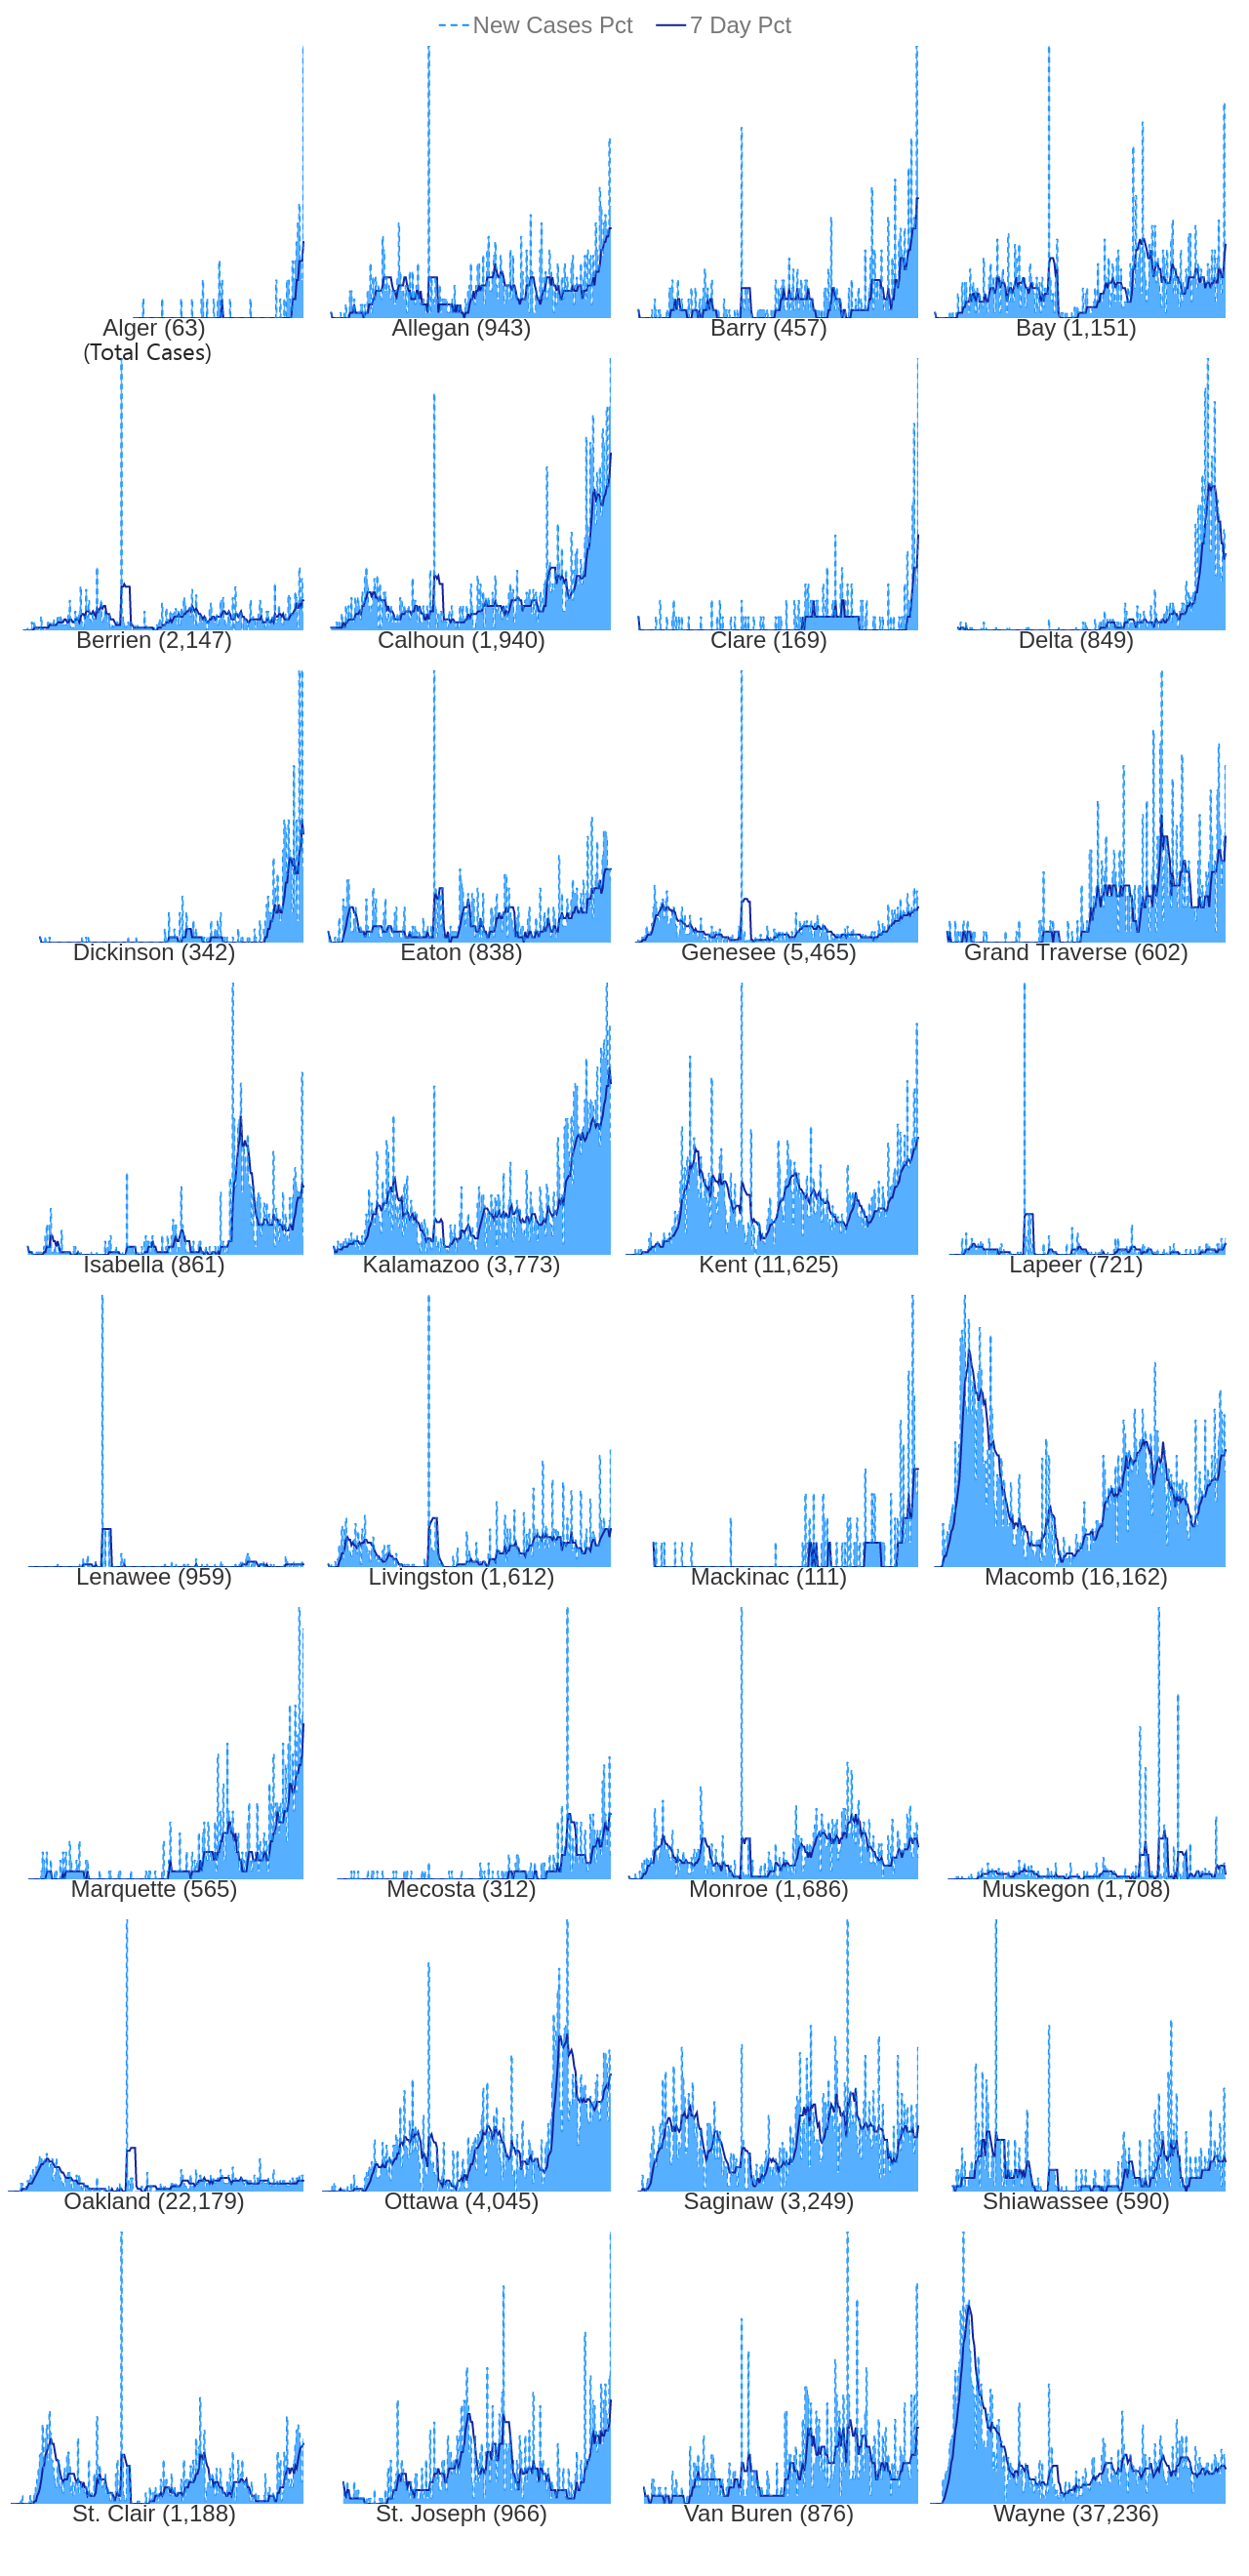 New Cases Pct 7 Day Pct
Alger (63) Allegan (943) Barry (457) Bay (1,151)
(Total Cases)
Berrien (2,147) Calhoun (1,940) Clare (169) Delta (849)
Dickinson (342) Eaton (838) Genesee (5,465) Grand Traverse (602)
Isabella (861) Kalamazoo (3,773) Kent (11,625) Lapeer (721)
Lenawee (959) Livingston (1,612) Mackinac (111) Macomb (16,162)
Marquette (565) Mecosta (312) Monroe (1,686) Muskegon (1,708)
Oakland (22,179) Ottawa (4,045) Saginaw (3,249) Shiawassee (590)
St. Clair (1,188) St. Joseph (966) Van Buren (876) Wayne (37,236)